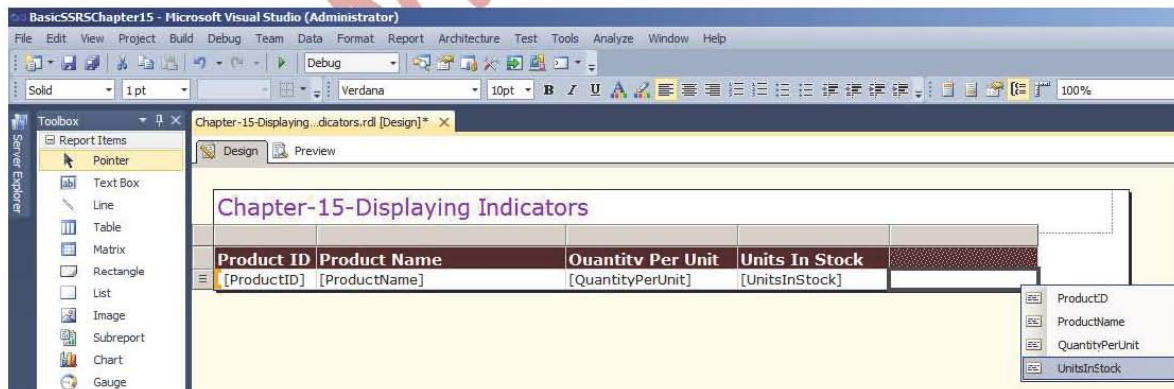 BasicSSRSChapter15 - Microsoft Visual Studio (Administrator)
File Edit View Project Build Debug Team Data Format Report Architecture Test Tools Analyze Window Help
Debug
Solid 1 pt Verdana 10pt B I U A 100%
Server Explorer
Toolbox
Chapter-15-Displaying...dicators.rdl [Design]*
Report Items
Design Preview
Pointer
Text Box
Line
Table
Matrix
Rectangle
List
Image
Subreport
Chart
Gauge
Chapter-15-Displaying Indicators
Product ID Product Name Quantity Per Unit Units In Stock
[ProductID] [ProductName] [QuantityPerUnit] [UnitsInStock]
ProductID
ProductName
QuantityPerUnit
UnitsInStock